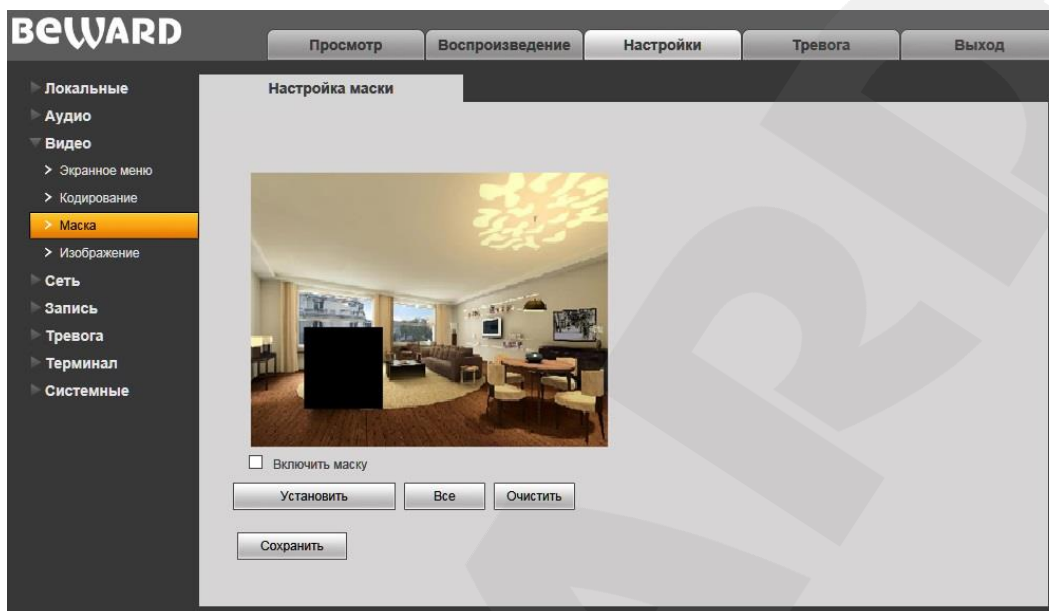 BEWARD
Просмотр Воспроизведение Настройки Тревога Выход
Локальные
Аудио
Видео
Экранное меню
Кодирование
Маска
Изображение
Сеть
Запись
Тревога
Терминал
Системные
Настройка маски
Включить маску
Установить Все Очистить
Сохранить